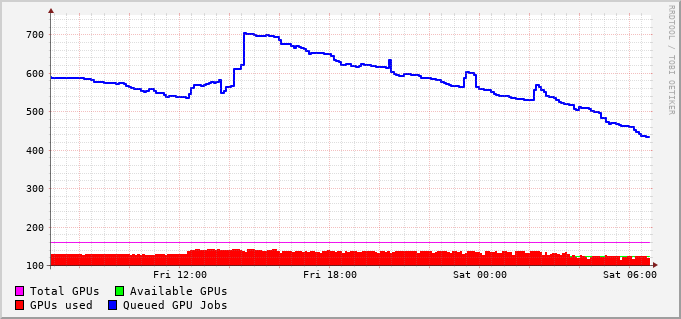 700
600
500
400
300
200
100
Fri 12:00 Fri 18:00 Sat 00:00 Sat 06:00
Total GPUs Available GPUs
GPUs used Queued GPU Jobs
RRDTOOL / TOBI OETIKER